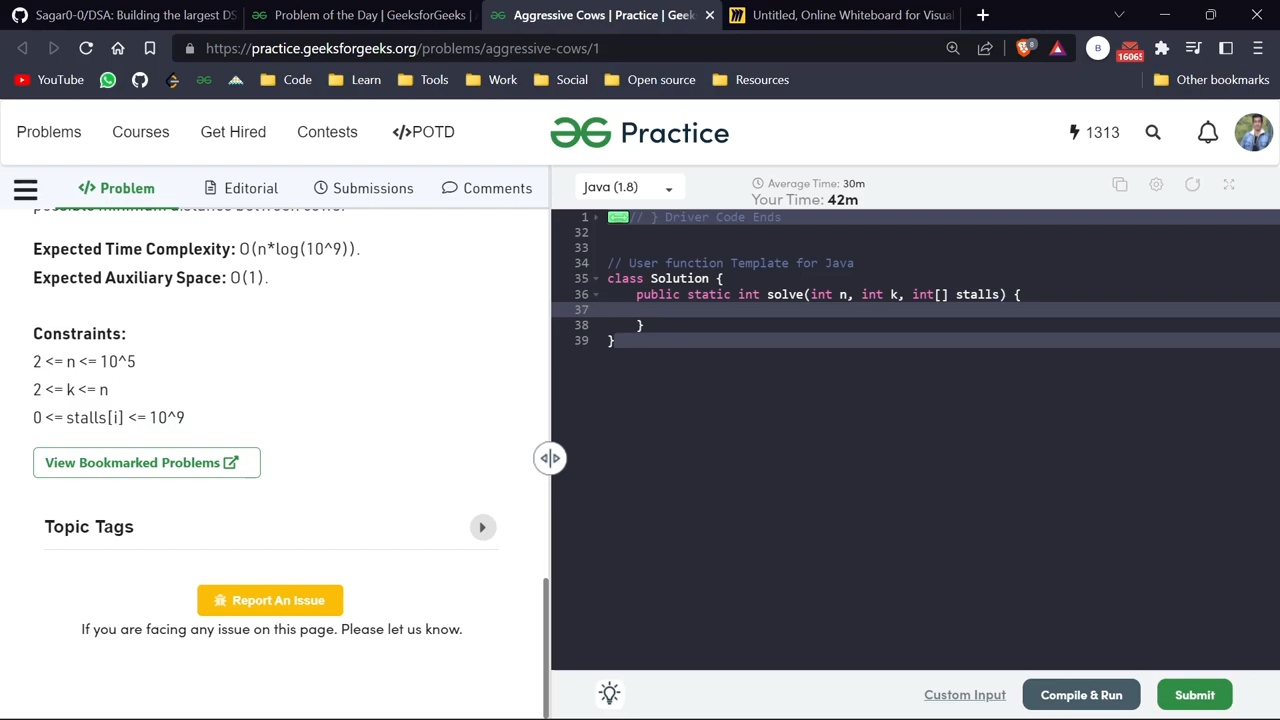 Sagar0-0/DSA: Building the largest DS
Problem of the Day | GeeksforGeeks |
Aggressive Cows | Practice | Geek
Untitled, Online Whiteboard for Visual
https://practice.geeksforgeeks.org/problems/aggressive-cows/1
8
B
16065
YouTube
Code
Learn
Tools
Work
Social
Open source
Resources
Other bookmarks
Problems
Courses
Get Hired
Contests
</>POTD
Practice
1313
</> Problem
Editorial
Submissions
Comments
Java (1.8)
Average Time: 30m
Your Time: 42m
possible minimum distance between cows.
Expected Time Complexity: O(n*log(10^9)).
Expected Auxiliary Space: O(1).
Constraints:
2 <= n <= 10^5
2 <= k <= n
0 <= stalls[i] <= 10^9
View Bookmarked Problems
Topic Tags
Report An Issue
If you are facing any issue on this page. Please let us know.
1 // } Driver Code Ends
32
33
34 // User function Template for Java
35 class Solution {
36 public static int solve(int n, int k, int[] stalls) {
37
38 }
39 }
Custom Input
Compile & Run
Submit